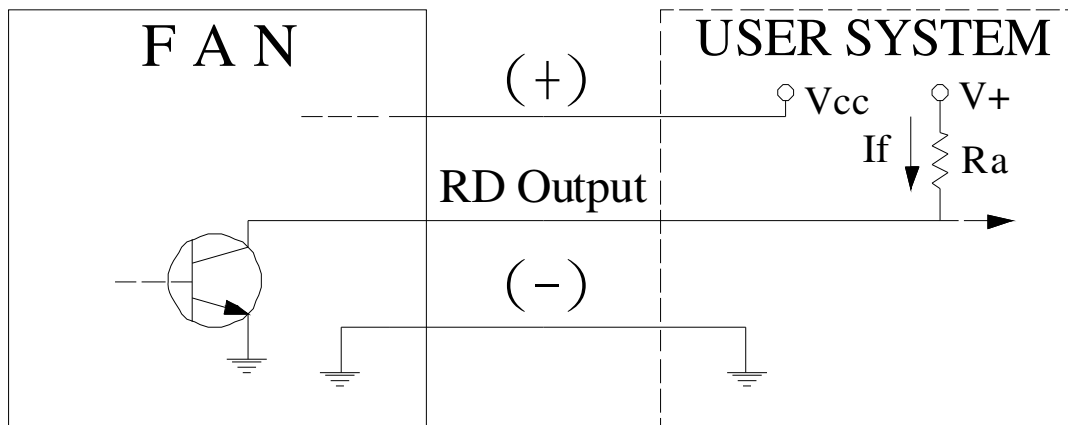 F A N
USER SYSTEM
(+)
Vcc
V+
If
Ra
RD Output
(-)